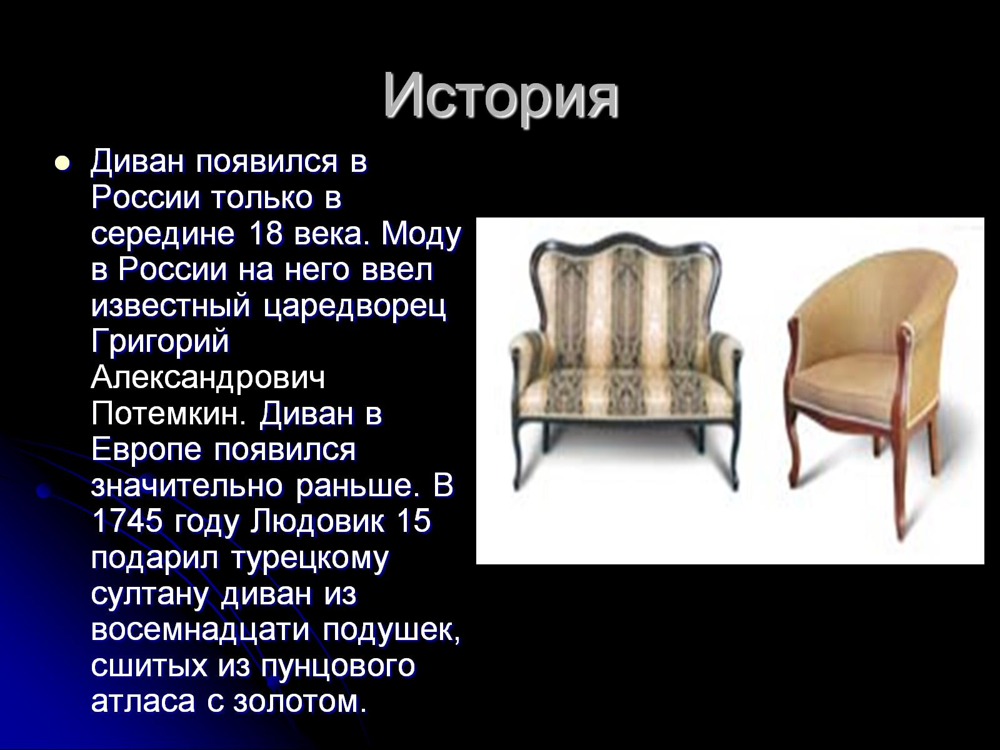 История
Диван появился в
России только в
середине 18 века. Моду
в России на него ввел
известный царедворец
Григорий
Александрович
Потемкин. Диван в
Европе появился
значительно раньше. В
1745 году Людовик 15
подарил турецкому
султану диван из
восемнадцати подушек,
сшитых из пунцового
атласа с золотом.